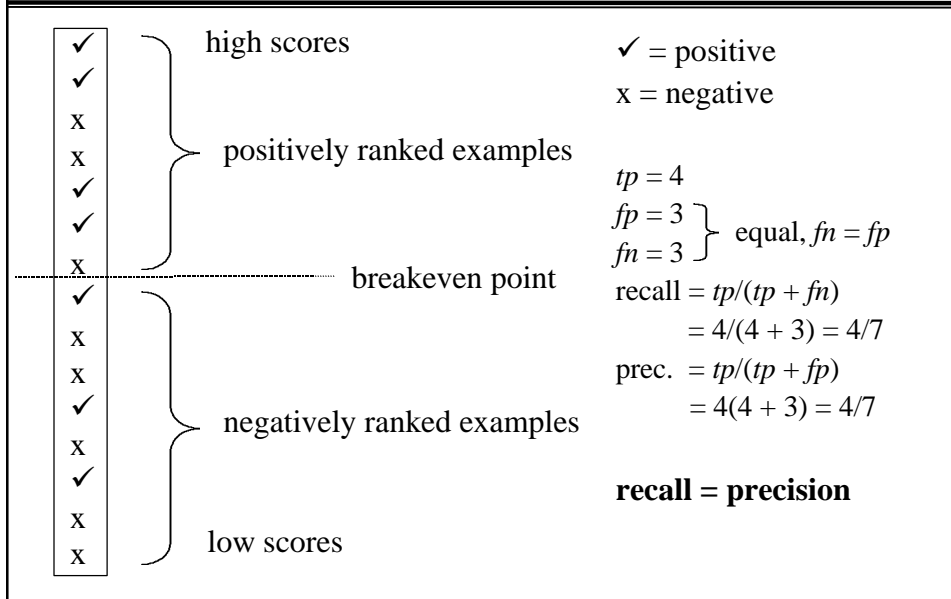 ✓
✓
x
x
✓
✓
x
✓
x
x
✓
x
✓
x
x
high scores
positively ranked examples
breakeven point
negatively ranked examples
low scores
✓ = positive
x = negative
tp = 4
fp = 3
fn = 3
equal, fn = fp
recall = tp/(tp + fn)
= 4/(4 + 3) = 4/7
prec. = tp/(tp + fp)
= 4(4 + 3) = 4/7
recall = precision